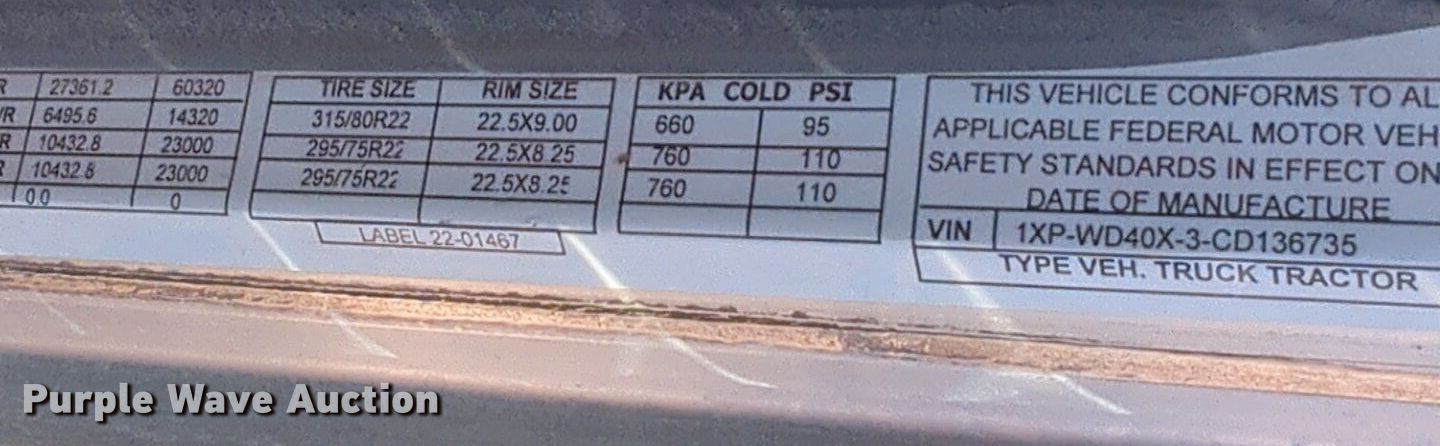 R 27361.2 60320 TIRE SIZE RIM SIZE KPA COLD PSI THIS VEHICLE CONFORMS TO AL
R 6495.6 14320 315/80R22 22.5X9.00 660 95 APPLICABLE FEDERAL MOTOR VEH
R 10432.8 23000 295/75R22 22.5X8.25 760 110 SAFETY STANDARDS IN EFFECT ON
10432.8 23000 295/75R22 22.5X8.25 760 110 DATE OF MANUFACTURE
0.0 0 VIN 1XP-WD40X-3-CD136735
LABEL 22-01467 TYPE VEH. TRUCK TRACTOR
Purple Wave Auction